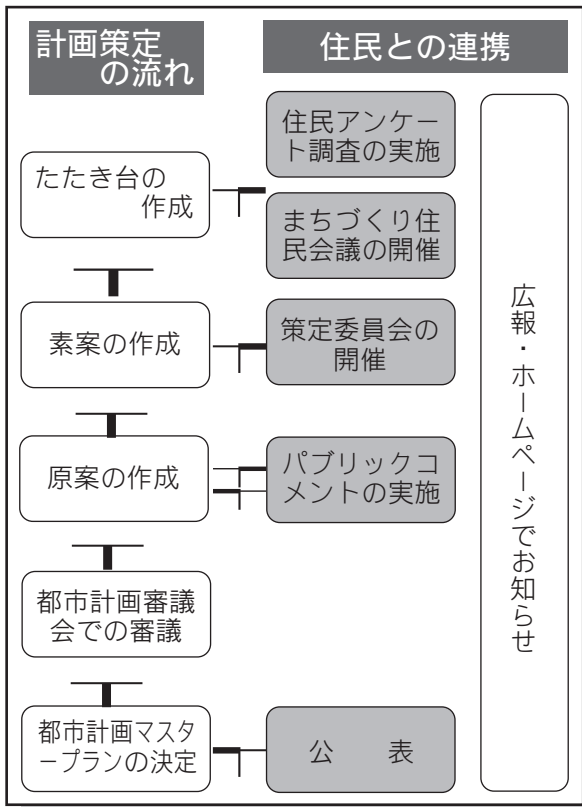 計画策定
の流れ
住民との連携
たたき台の
作成
住民アンケー
ト調査の実施
まちづくり住
民会議の開催
素案の作成
策定委員会の
開催
原案の作成
パブリックコ
メントの実施
都市計画審議
会での審議
都市計画マスタ
ープランの決定
公　表
広報・ホームページでお知らせ